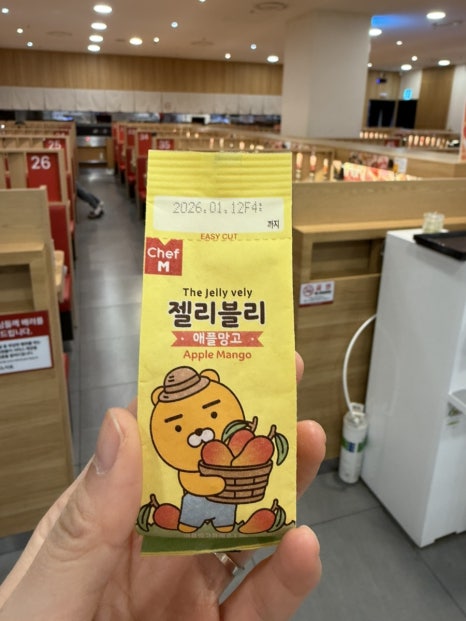 26
2026.01.12F4:
까지
EASY CUT
Chef
M
The Jelly vely
젤리블리
애플망고
Apple Mango